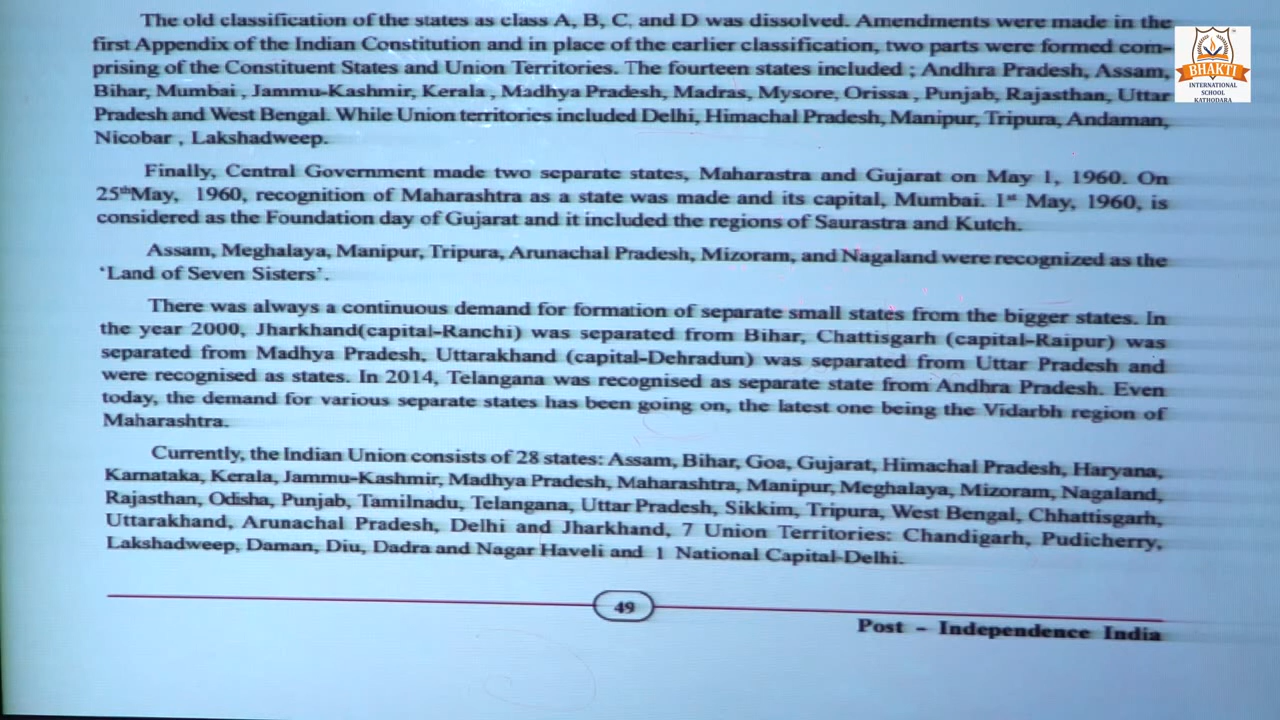 The old classification of the states as class A, B, C, and D was dissolved. Amendments were made in the
first Appendix of the Indian Constitution and in place of the earlier classification, two parts were formed com-
prising of the Constituent States and Union Territories. The fourteen states included ; Andhra Pradesh, Assam,
Bihar, Mumbai , Jammu-Kashmir, Kerala , Madhya Pradesh, Madras, Mysore, Orissa , Punjab, Rajasthan, Uttar
Pradesh and West Bengal. While Union territories included Delhi, Himachal Pradesh, Manipur, Tripura, Andaman,
Nicobar , Lakshadweep.
Finally, Central Government made two separate states, Maharastra and Gujarat on May 1, 1960. On
25thMay, 1960, recognition of Maharashtra as a state was made and its capital, Mumbai. 1st May, 1960, is
considered as the Foundation day of Gujarat and it included the regions of Saurastra and Kutch.
Assam, Meghalaya, Manipur, Tripura, Arunachal Pradesh, Mizoram, and Nagaland were recognized as the
'Land of Seven Sisters'.
There was always a continuous demand for formation of separate small states from the bigger states. In
the year 2000, Jharkhand(capital-Ranchi) was separated from Bihar, Chattisgarh (capital-Raipur) was
separated from Madhya Pradesh, Uttarakhand (capital-Dehradun) was separated from Uttar Pradesh and
were recognised as states. In 2014, Telangana was recognised as separate state from Andhra Pradesh. Even
today, the demand for various separate states has been going on, the latest one being the Vidarbh region of
Maharashtra.
Currently, the Indian Union consists of 28 states: Assam, Bihar, Goa, Gujarat, Himachal Pradesh, Haryana,
Karnataka, Kerala, Jammu-Kashmir, Madhya Pradesh, Maharashtra, Manipur, Meghalaya, Mizoram, Nagaland,
Rajasthan, Odisha, Punjab, Tamilnadu, Telangana, Uttar Pradesh, Sikkim, Tripura, West Bengal, Chhattisgarh,
Uttarakhand, Arunachal Pradesh, Delhi and Jharkhand, 7 Union Territories: Chandigarh, Pudicherry,
Lakshadweep, Daman, Diu, Dadra and Nagar Haveli and 1 National Capital-Delhi.
49
Post - Independence India
BHAKTI
INTERNATIONAL
SCHOOL
KATHODARA